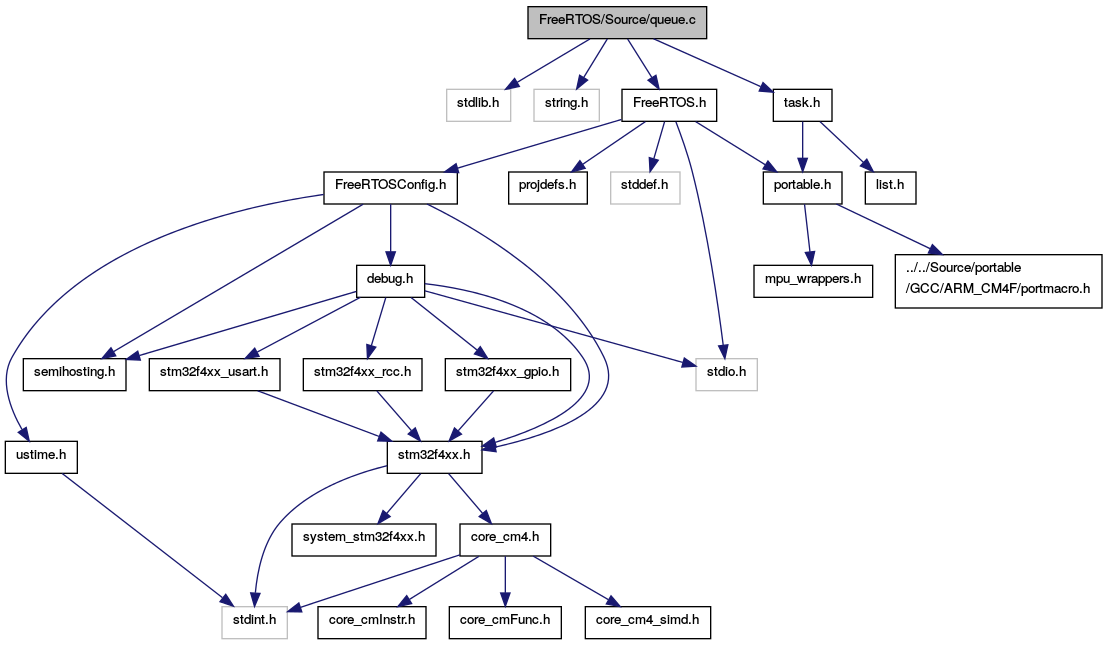 FreeRTOS/Source/queue.c
stdlib.h
string.h
FreeRTOS.h
task.h
FreeRTOSConfig.h
projdefs.h
stddef.h
portable.h
list.h
debug.h
mpu_wrappers.h
../../Source/portable
/GCC/ARM_CM4F/portmacro.h
semihosting.h
stm32f4xx_usart.h
stm32f4xx_rcc.h
stm32f4xx_gpio.h
stdio.h
ustime.h
stm32f4xx.h
system_stm32f4xx.h
core_cm4.h
stdint.h
core_cmInstr.h
core_cmFunc.h
core_cm4_simd.h